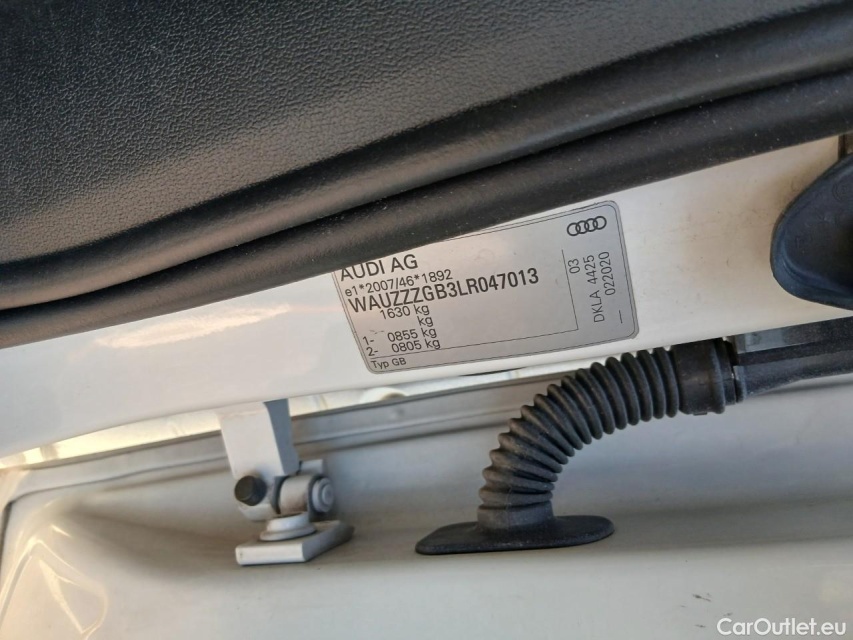 AUDI AG
e1*2007/46*1892
WAUZZZGB3LR047013
1630 kg
kg
1- 0855 kg
2- 0805 kg
Typ GB
03
DKLA 4425
022020
CarOutlet.eu